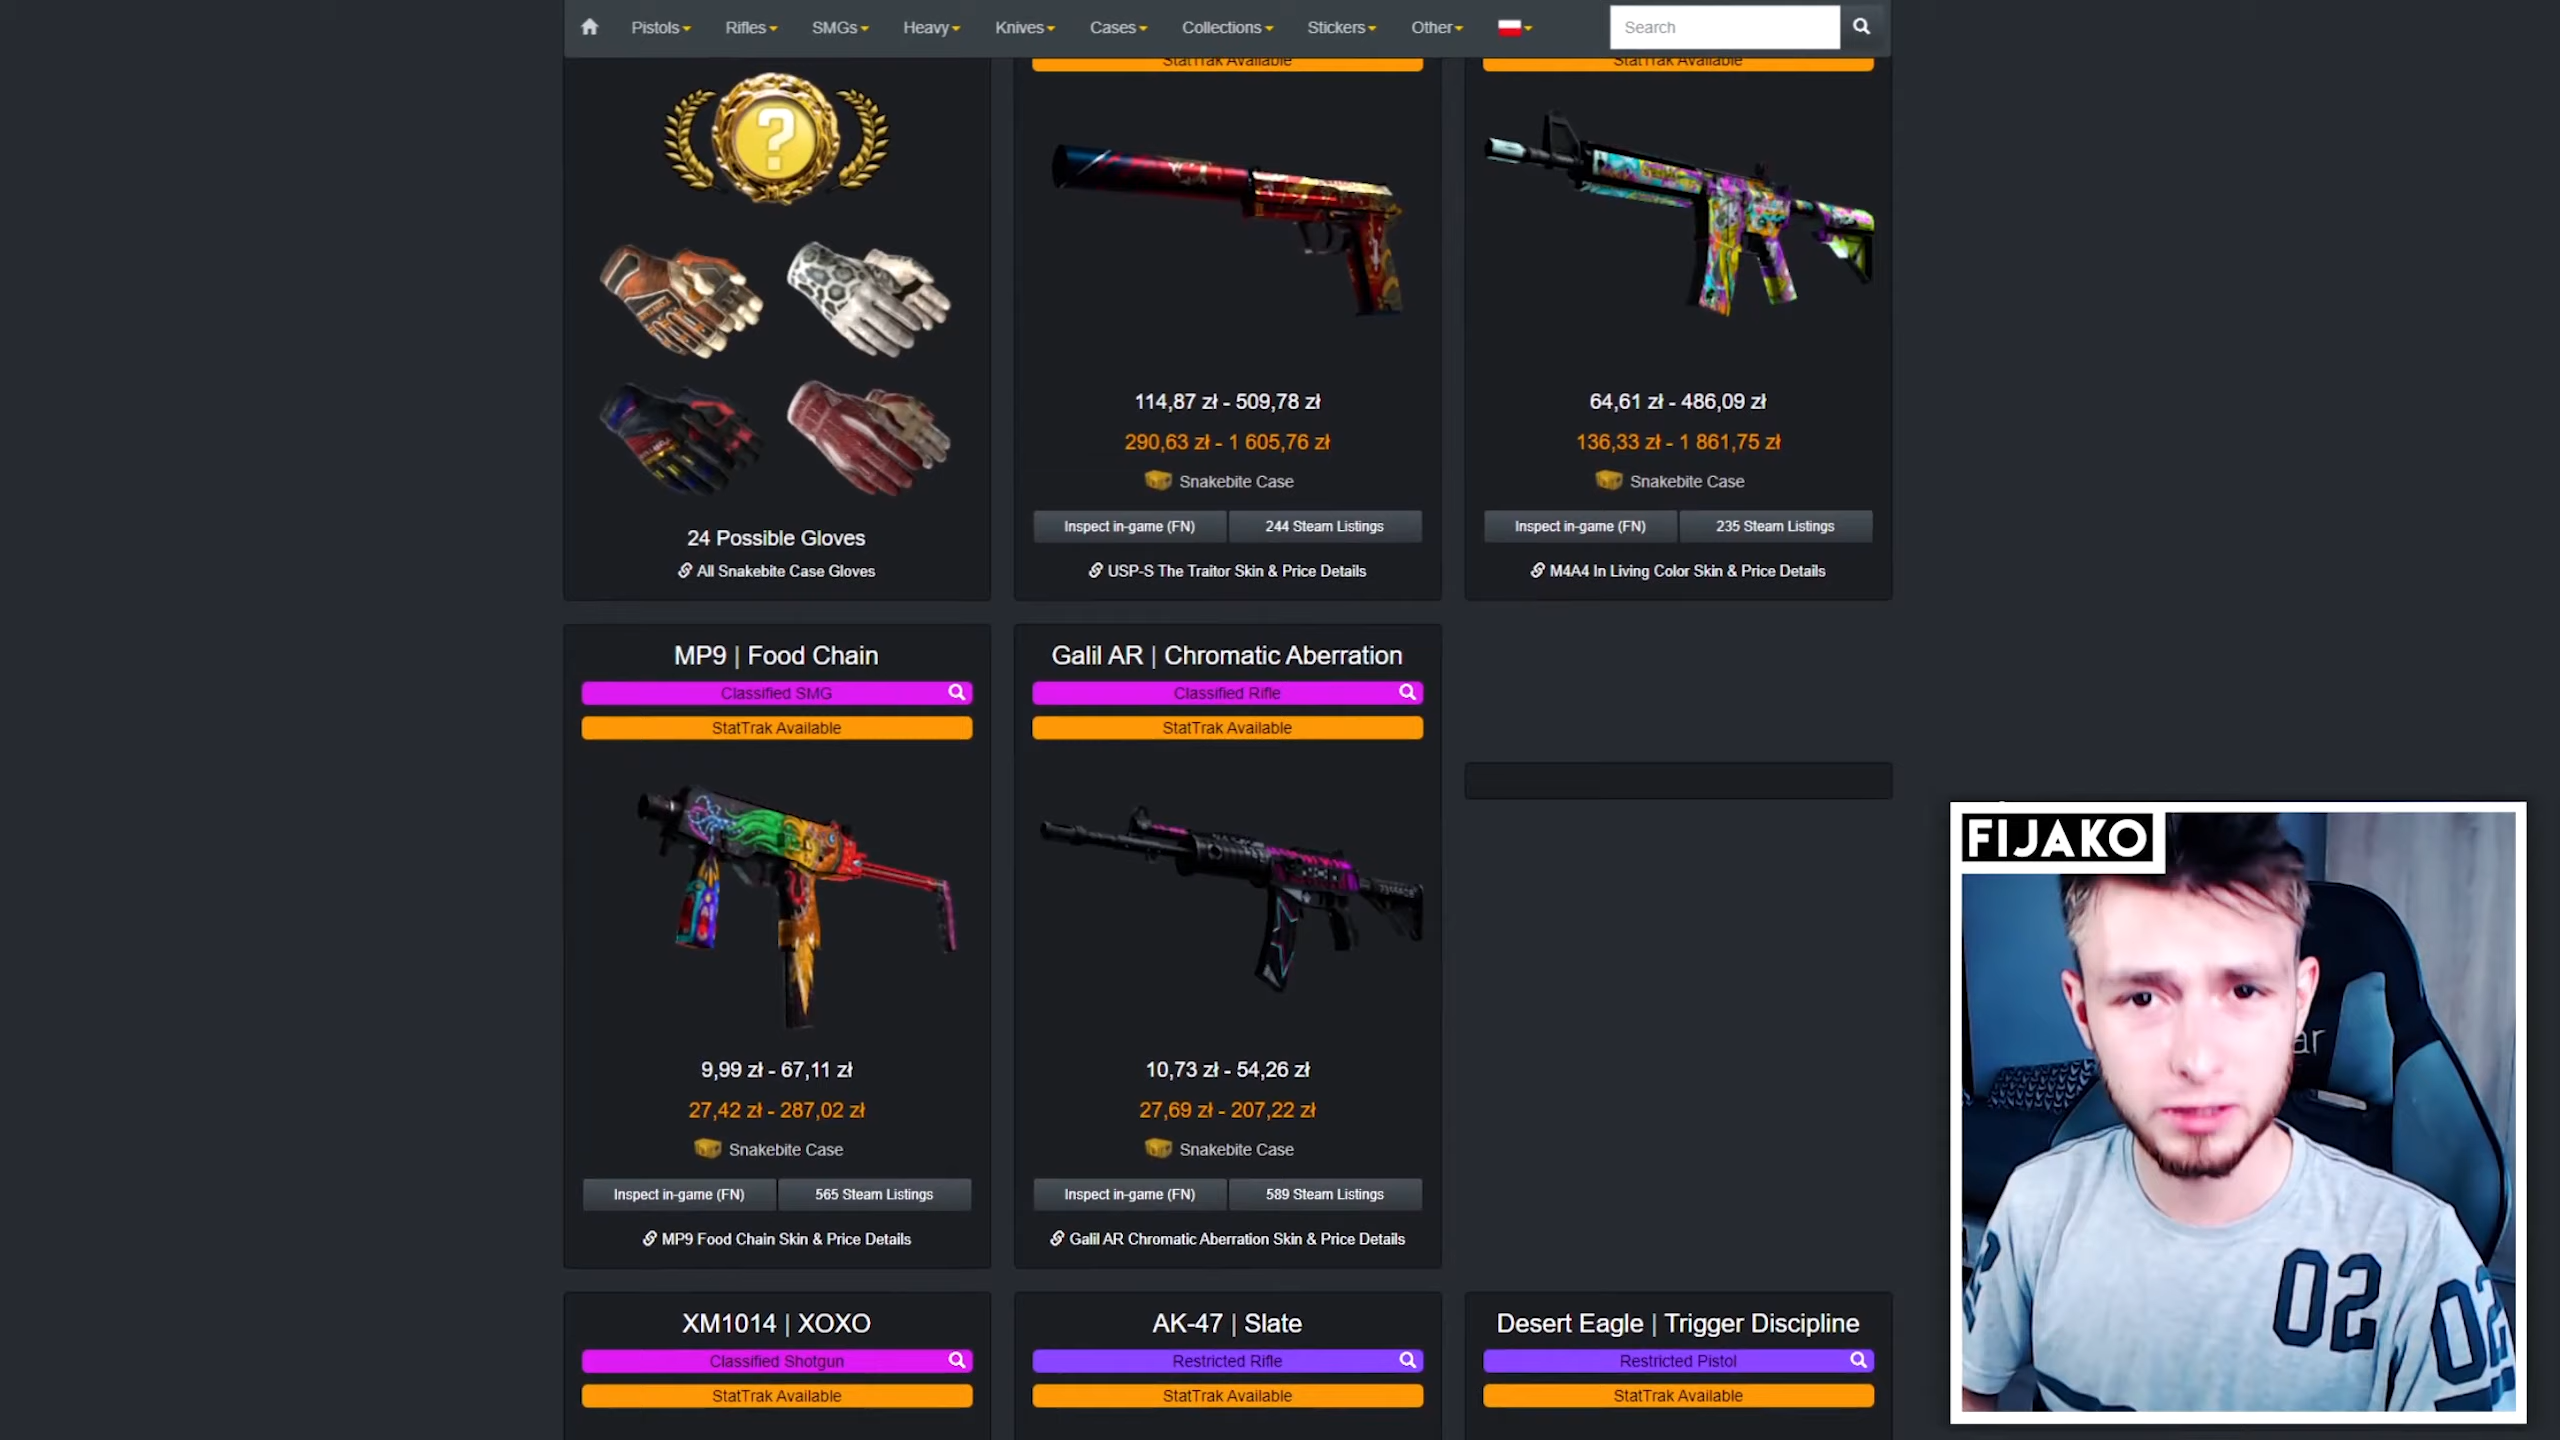 Pistols Rifles SMGs Heavy Knives Cases Collections Stickers Other Search
StatTrak Available StatTrak Available
?
114,87 zł - 509,78 zł
290,63 zł - 1 605,76 zł
Snakebite Case
Inspect in-game (FN) 244 Steam Listings
USP-S The Traitor Skin & Price Details
64,61 zł - 486,09 zł
136,33 zł - 1 861,75 zł
Snakebite Case
Inspect in-game (FN) 235 Steam Listings
M4A4 In Living Color Skin & Price Details
24 Possible Gloves
All Snakebite Case Gloves
MP9 | Food Chain
Classified SMG
StatTrak Available
9,99 zł - 67,11 zł
27,42 zł - 287,02 zł
Snakebite Case
Inspect in-game (FN) 565 Steam Listings
MP9 Food Chain Skin & Price Details
Galil AR | Chromatic Aberration
Classified Rifle
StatTrak Available
10,73 zł - 54,26 zł
27,69 zł - 207,22 zł
Snakebite Case
Inspect in-game (FN) 589 Steam Listings
Galil AR Chromatic Aberration Skin & Price Details
XM1014 | XOXO
Classified Shotgun
StatTrak Available
AK-47 | Slate
Restricted Rifle
StatTrak Available
Desert Eagle | Trigger Discipline
Restricted Pistol
StatTrak Available
FIJAKO
ar
02
02